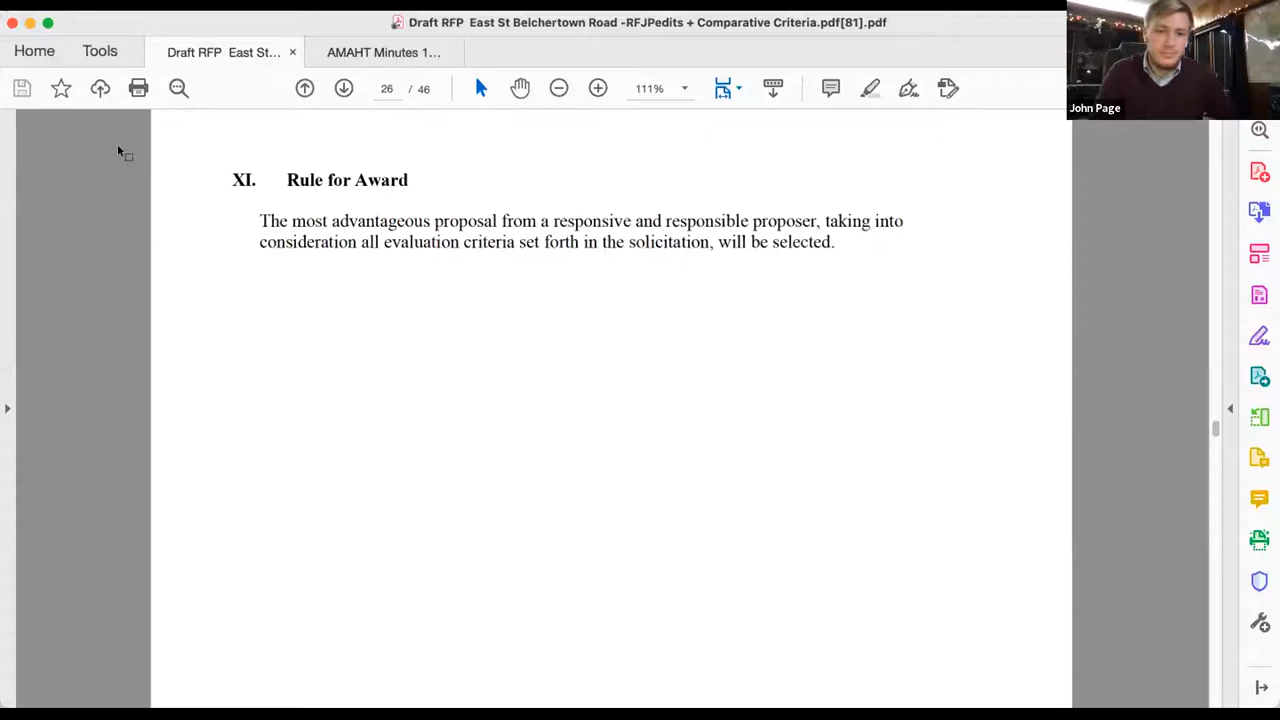 Draft RFP East St Belchertown Road -RFJPedits + Comparative Criteria.pdf[81].pdf
Home Tools Draft RFP East St... × AMAHT Minutes 1...
26 / 46 111%
John Page
XI. Rule for Award
The most advantageous proposal from a responsive and responsible proposer, taking into
consideration all evaluation criteria set forth in the solicitation, will be selected.